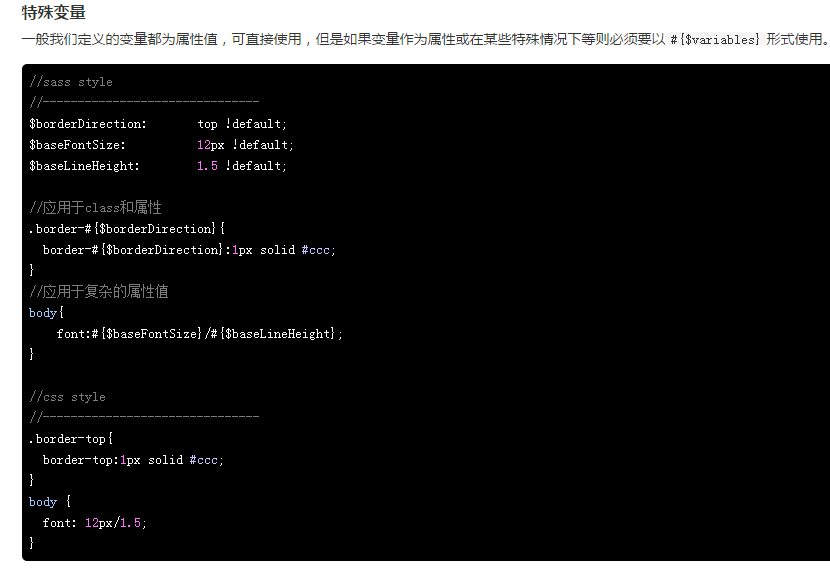 特殊变量
一般我们定义的变量都为属性值，可直接使用，但是如果变量作为属性或在某些特殊情况下等则必须要以 #{$variables} 形式使用。
//sass style
//-------------------------------
$borderDirection:       top !default;
$baseFontSize:          12px !default;
$baseLineHeight:        1.5 !default;
//应用于class和属性
.border-#{$borderDirection}{
  border-#{$borderDirection}:1px solid #ccc;
}
//应用于复杂的属性值
body{
    font:#{$baseFontSize}/#{$baseLineHeight};
}
//css style
//-------------------------------
.border-top{
  border-top:1px solid #ccc;
}
body {
  font: 12px/1.5;
}